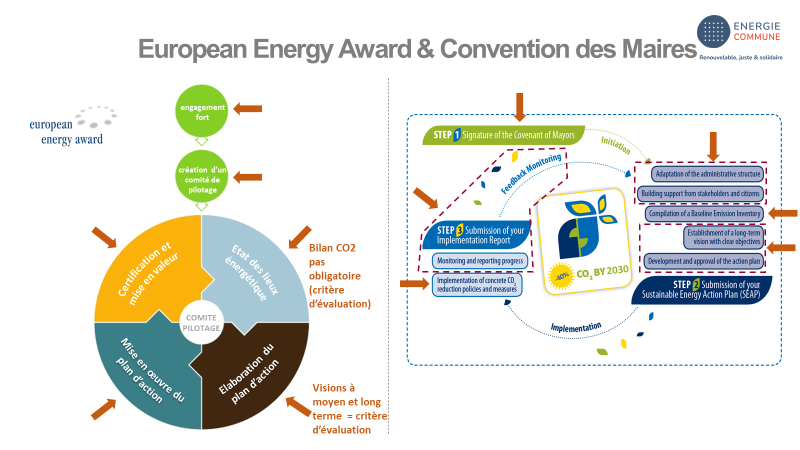 European Energy Award & Convention des Maires
ENERGIE
COMMUNE
Renouvelable, juste & solidaire
european
energy award
engagement
fort
création d'un
comité de
pilotage
Certification et
mise en valeur
Etat des lieux
énergétique
COMITE
PILOTAGE
Mise en œuvre du
plan d'action
Elaboration du
plan d'action
Bilan CO2
pas
obligatoire
(critère
d'évaluation)
Visions à
moyen et long
terme = critère
d'évaluation
STEP 1 Signature of the Covenant of Mayors
Initiation
Feedback Monitoring
Adaptation of the administrative structure
Building support from stakeholders and citizens
Compilation of a Baseline Emission Inventory
Establishment of a long-term
vision with clear objectives
Development and approval of the action plan
STEP 2 Submission of your
Sustainable Energy Action Plan (SEAP)
STEP 3 Submission of your
Implementation Report
Monitoring and reporting progress
Implementation of concrete CO2
reduction policies and measures
-40% CO2 BY 2030
Implementation